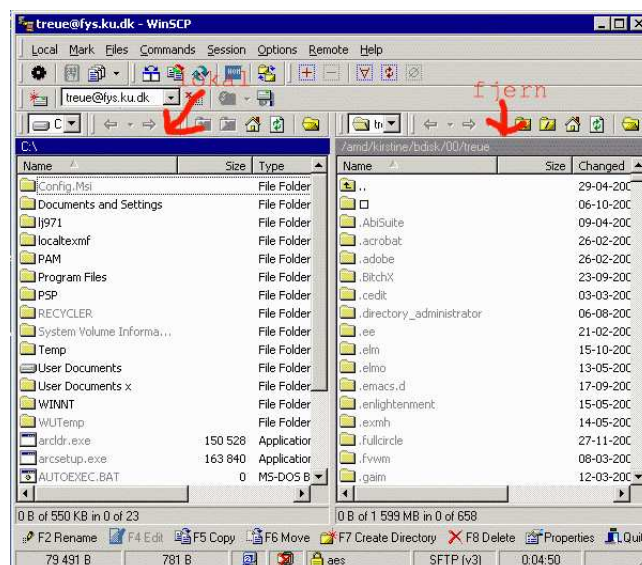 treue@fys.ku.dk - WinSCP
Local Mark Files Commands Session Options Remote Help
lokal
fjern
treue@fys.ku.dk
C
C:\
/amd/kirstine/bdisk/00/treue
Name Size Type
Name Size Changed
Config.Msi File Folder
.. 29-04-200
Documents and Settings File Folder
06-10-200
lj971 File Folder
.AbiSuite 09-04-200
localtexmf File Folder
.acrobat 26-02-200
PAM File Folder
.adobe 26-02-200
Program Files File Folder
.BitchX 23-09-200
PSP File Folder
.cedit 03-03-200
RECYCLER File Folder
.directory_administrator 06-08-200
System Volume Informa... File Folder
.ee 21-02-200
Temp File Folder
.elm 15-10-200
User Documents File Folder
.elmo 13-05-200
User Documents x File Folder
.emacs.d 17-09-200
WINNT File Folder
.enlightenment 15-05-200
WUTemp File Folder
.exmh 14-05-200
arcldr.exe 150 528 Application
.fullcircle 27-11-200
arcsetup.exe 163 840 Application
.fvwm 08-03-200
AUTOEXEC.BAT 0 MS-DOS B
.gaim 12-03-200
0 B of 550 KB in 0 of 23
0 B of 1 599 MB in 0 of 658
F2 Rename F4 Edit F5 Copy F6 Move F7 Create Directory F8 Delete Properties Quit
79 491 B 781 B aes SFTP (v3) 0:04:50